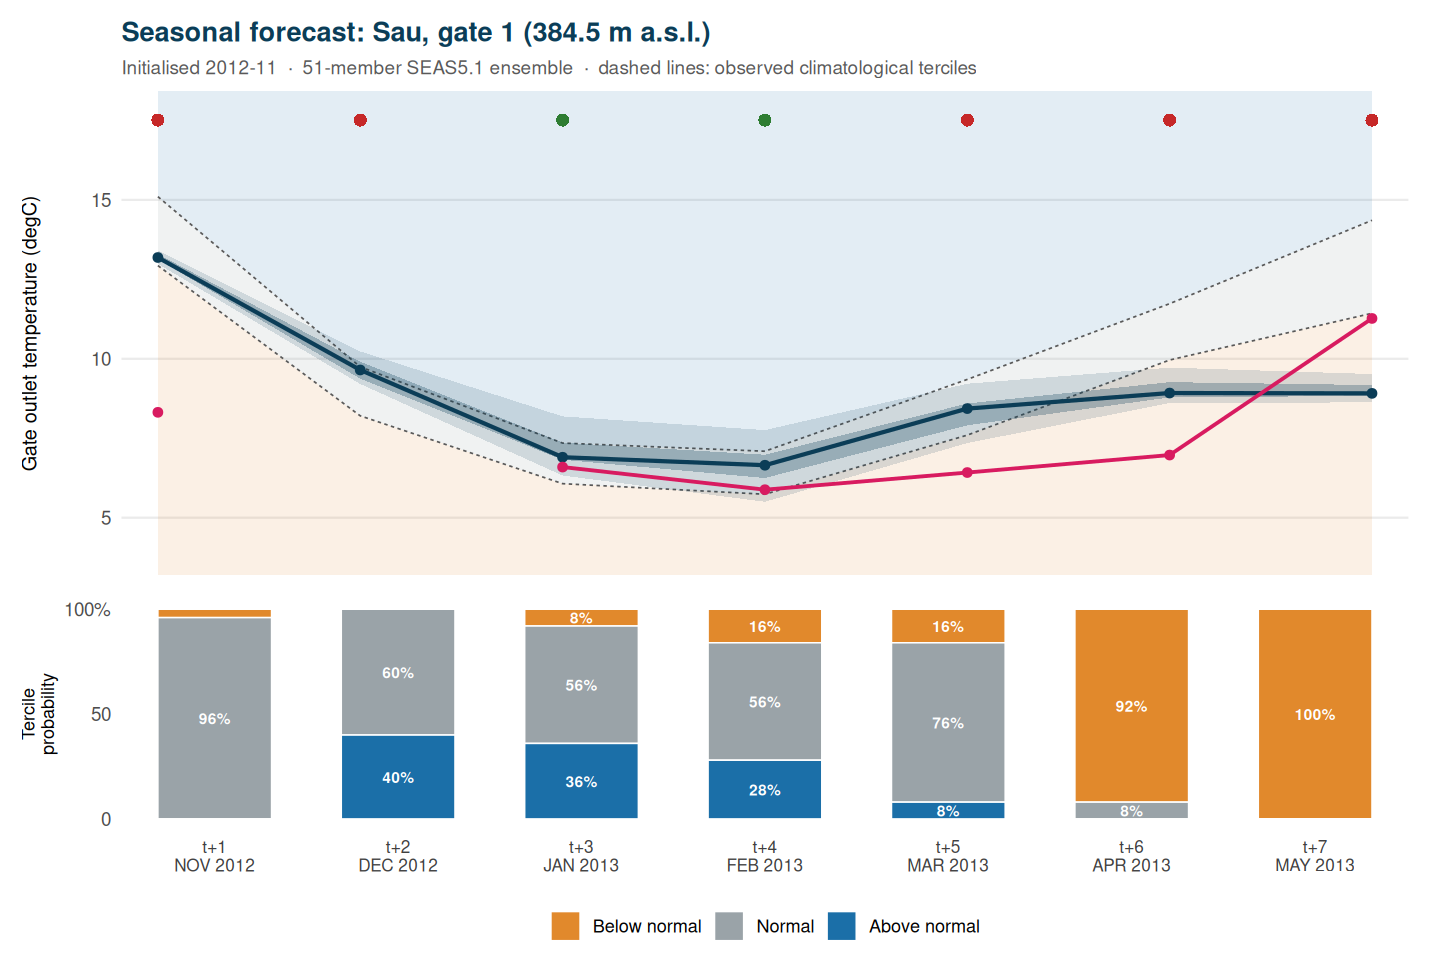 Seasonal forecast: Sau, gate 1 (384.5 m a.s.l.)
Initialised 2012-11 · 51-member SEAS5.1 ensemble · dashed lines: observed climatological terciles
Gate outlet temperature (degC)
15
10
5
Tercile
probability
100%
50
0
96%
60%
40%
8%
56%
36%
16%
56%
28%
16%
76%
8%
92%
8%
100%
t+1
NOV 2012
t+2
DEC 2012
t+3
JAN 2013
t+4
FEB 2013
t+5
MAR 2013
t+6
APR 2013
t+7
MAY 2013
Below normal
Normal
Above normal